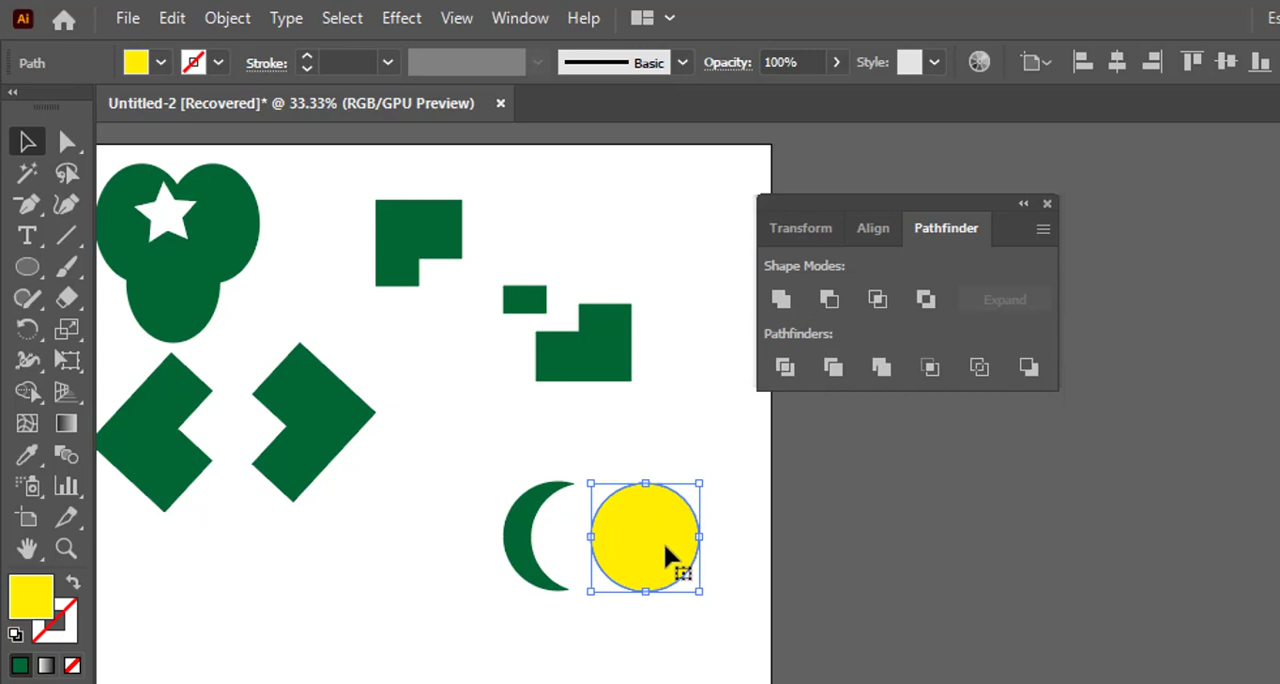 Ai File Edit Object Type Select Effect View Window Help Es
Path Stroke: Basic Opacity: 100% Style:
Untitled-2 [Recovered]* @ 33.33% (RGB/GPU Preview) ×
Transform Align Pathfinder
Shape Modes:
Expand
Pathfinders: